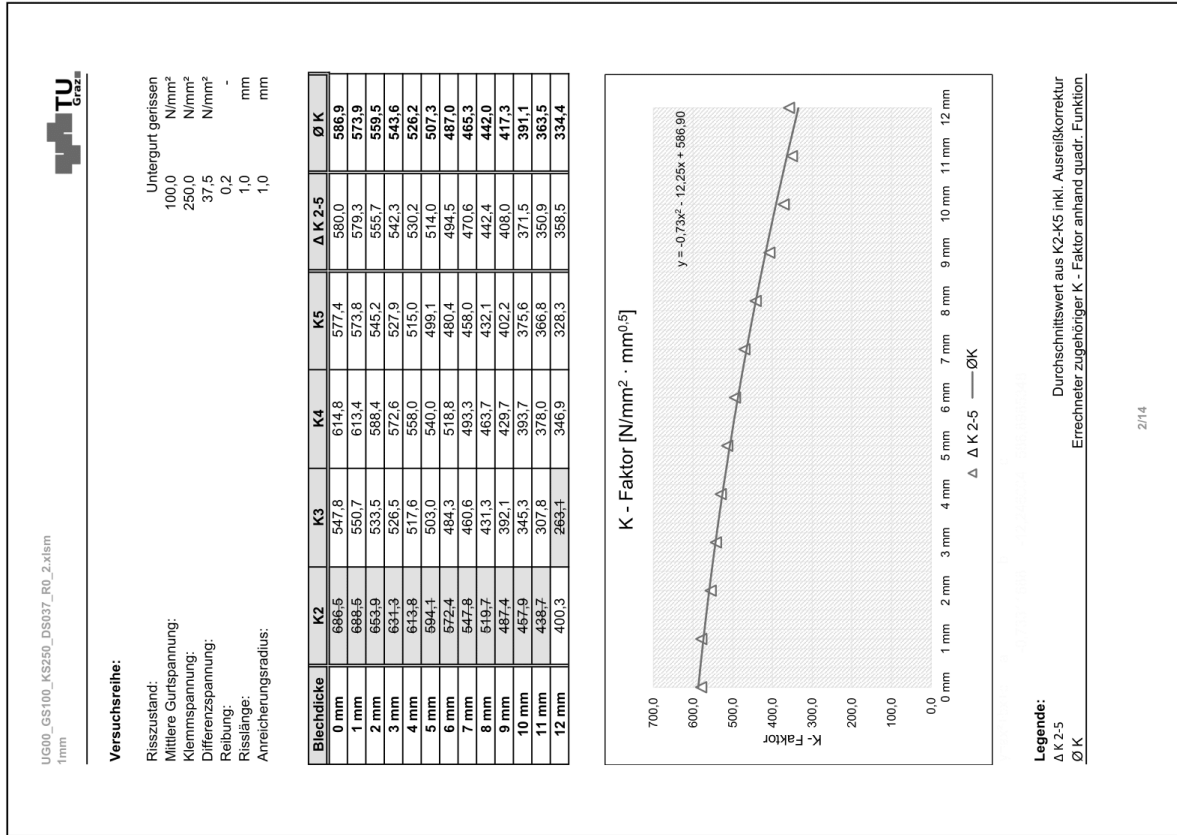 UG00_GS100_KS250_DS037_R0_2.xlsm
1mm
TU
Graz
Versuchsreihe:
Risszustand: Untergurt gerissen
Mittlere Gurtspannung: 100,0 N/mm²
Klemmspannung: 250,0 N/mm²
Differenzspannung: 37,5 N/mm²
Reibung: 0,2 -
Risslänge: 1,0 mm
Anreicherungsradius: 1,0 mm
Blechdicke K2 K3 K4 K5 Δ K 2-5 Ø K
0 mm 686,5 547,8 614,8 577,4 580,0 586,9
1 mm 688,5 550,7 613,4 573,8 579,3 573,9
2 mm 653,9 533,5 588,4 545,2 555,7 559,5
3 mm 631,3 526,5 572,6 527,9 542,3 543,6
4 mm 613,8 517,6 558,0 515,0 530,2 526,2
5 mm 594,1 503,0 540,0 499,1 514,0 507,3
6 mm 572,4 484,3 518,8 480,4 494,5 487,0
7 mm 547,8 460,6 493,3 458,0 470,6 465,3
8 mm 519,7 431,3 463,7 432,1 442,4 442,0
9 mm 487,4 392,1 429,7 402,2 408,0 417,3
10 mm 457,9 345,3 393,7 375,6 371,5 391,1
11 mm 438,7 307,8 378,0 366,8 350,9 363,5
12 mm 400,3 263,1 346,9 328,3 358,5 334,4
K - Faktor [N/mm² · mm^0,5]
y = -0,73x² - 12,25x + 586,90
K- Faktor
700,0
600,0
500,0
400,0
300,0
200,0
100,0
0,0
0 mm 1 mm 2 mm 3 mm 4 mm 5 mm 6 mm 7 mm 8 mm 9 mm 10 mm 11 mm 12 mm
Δ K 2-5 ØK
Legende:
Δ K 2-5 Durchschnittswert aus K2-K5 inkl. Ausreißkorrektur
Ø K Errechneter zugehöriger K - Faktor anhand quadr. Funktion
2/14